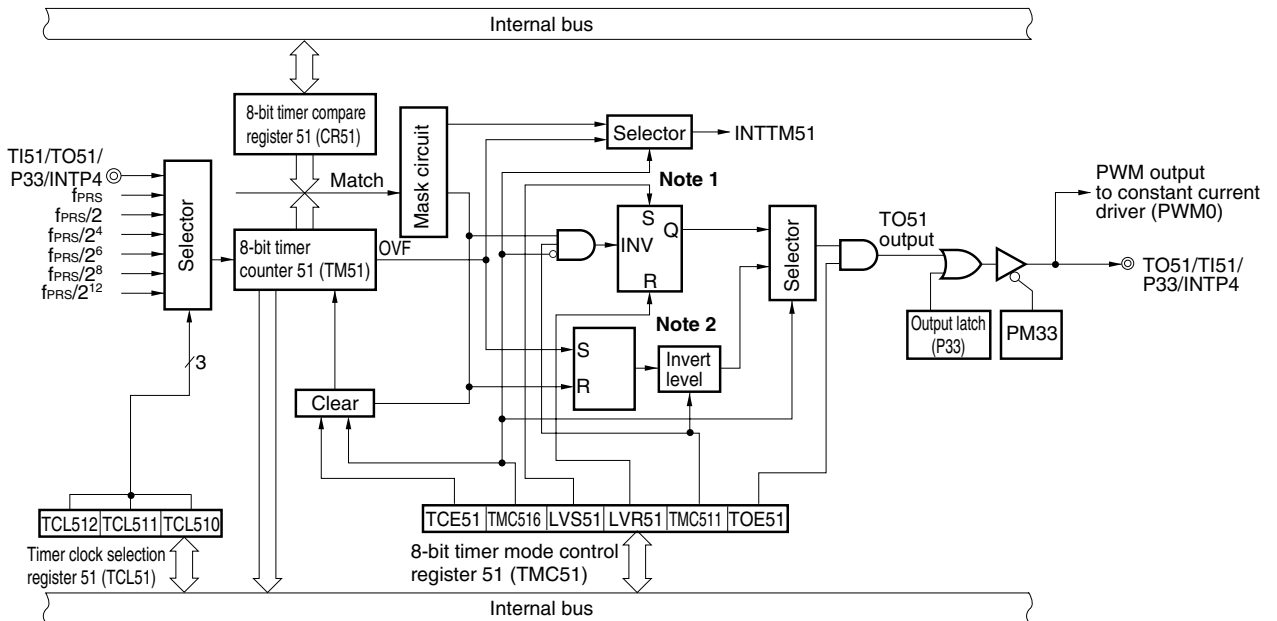 Internal bus
8-bit timer compare
register 51 (CR51)
TI51/TO51/
P33/INTP4
fPRS
fPRS/2
fPRS/2⁴
fPRS/2⁶
fPRS/2⁸
fPRS/2¹²
Selector
Match
Mask circuit
8-bit timer
counter 51 (TM51)
OVF
Selector
INTTM51
Note 1
S
INV
Q
R
Note 2
S
R
Invert
level
Selector
TO51
output
PWM output
to constant current
driver (PWM0)
TO51/TI51/
P33/INTP4
Output latch
(P33)
PM33
3
Clear
TCL512 TCL511 TCL510
Timer clock selection
register 51 (TCL51)
TCE51 TMC516 LVS51 LVR51 TMC511 TOE51
8-bit timer mode control
register 51 (TMC51)
Internal bus